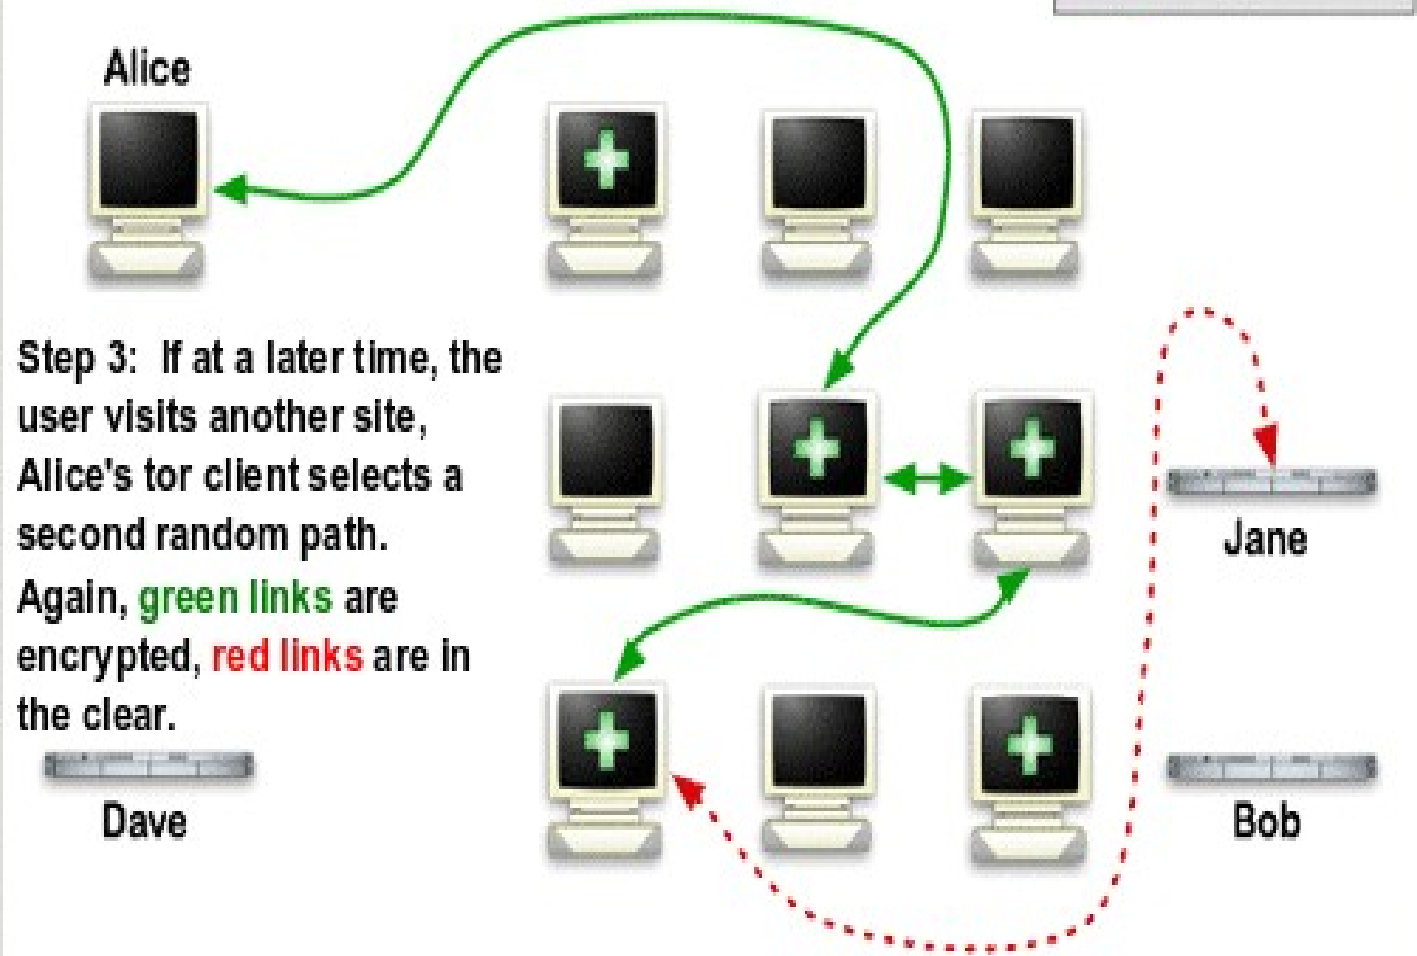 Alice
Step 3: If at a later time, the
user visits another site,
Alice's tor client selects a
second random path.
Again, green links are
encrypted, red links are in
the clear.
Jane
Dave
Bob